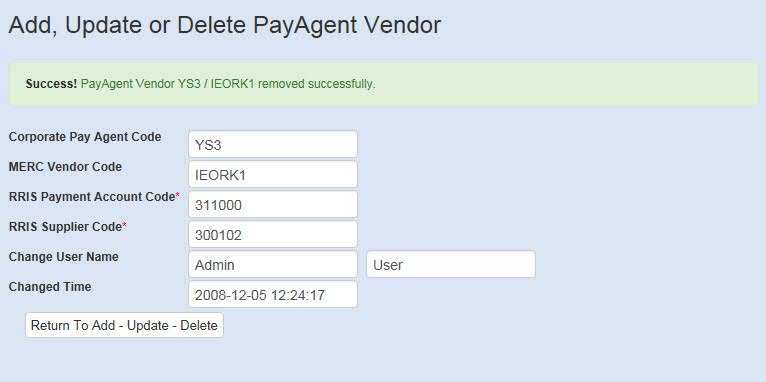 Add, Update or Delete PayAgent Vendor
Success! PayAgent Vendor YS3 / IEORK1 removed successfully.
Corporate Pay Agent Code YS3
MERC Vendor Code IEORK1
RRIS Payment Account Code* 311000
RRIS Supplier Code* 300102
Change User Name Admin User
Changed Time 2008-12-05 12:24:17
Return To Add - Update - Delete